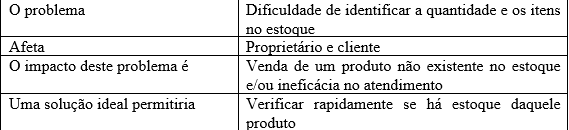 O problema
Dificuldade de identificar a quantidade e os itens
no estoque
Afeta
Proprietário e cliente
O impacto deste problema é
Venda de um produto não existente no estoque
e/ou ineficácia no atendimento
Uma solução ideal permitiria
Verificar rapidamente se há estoque daquele
produto